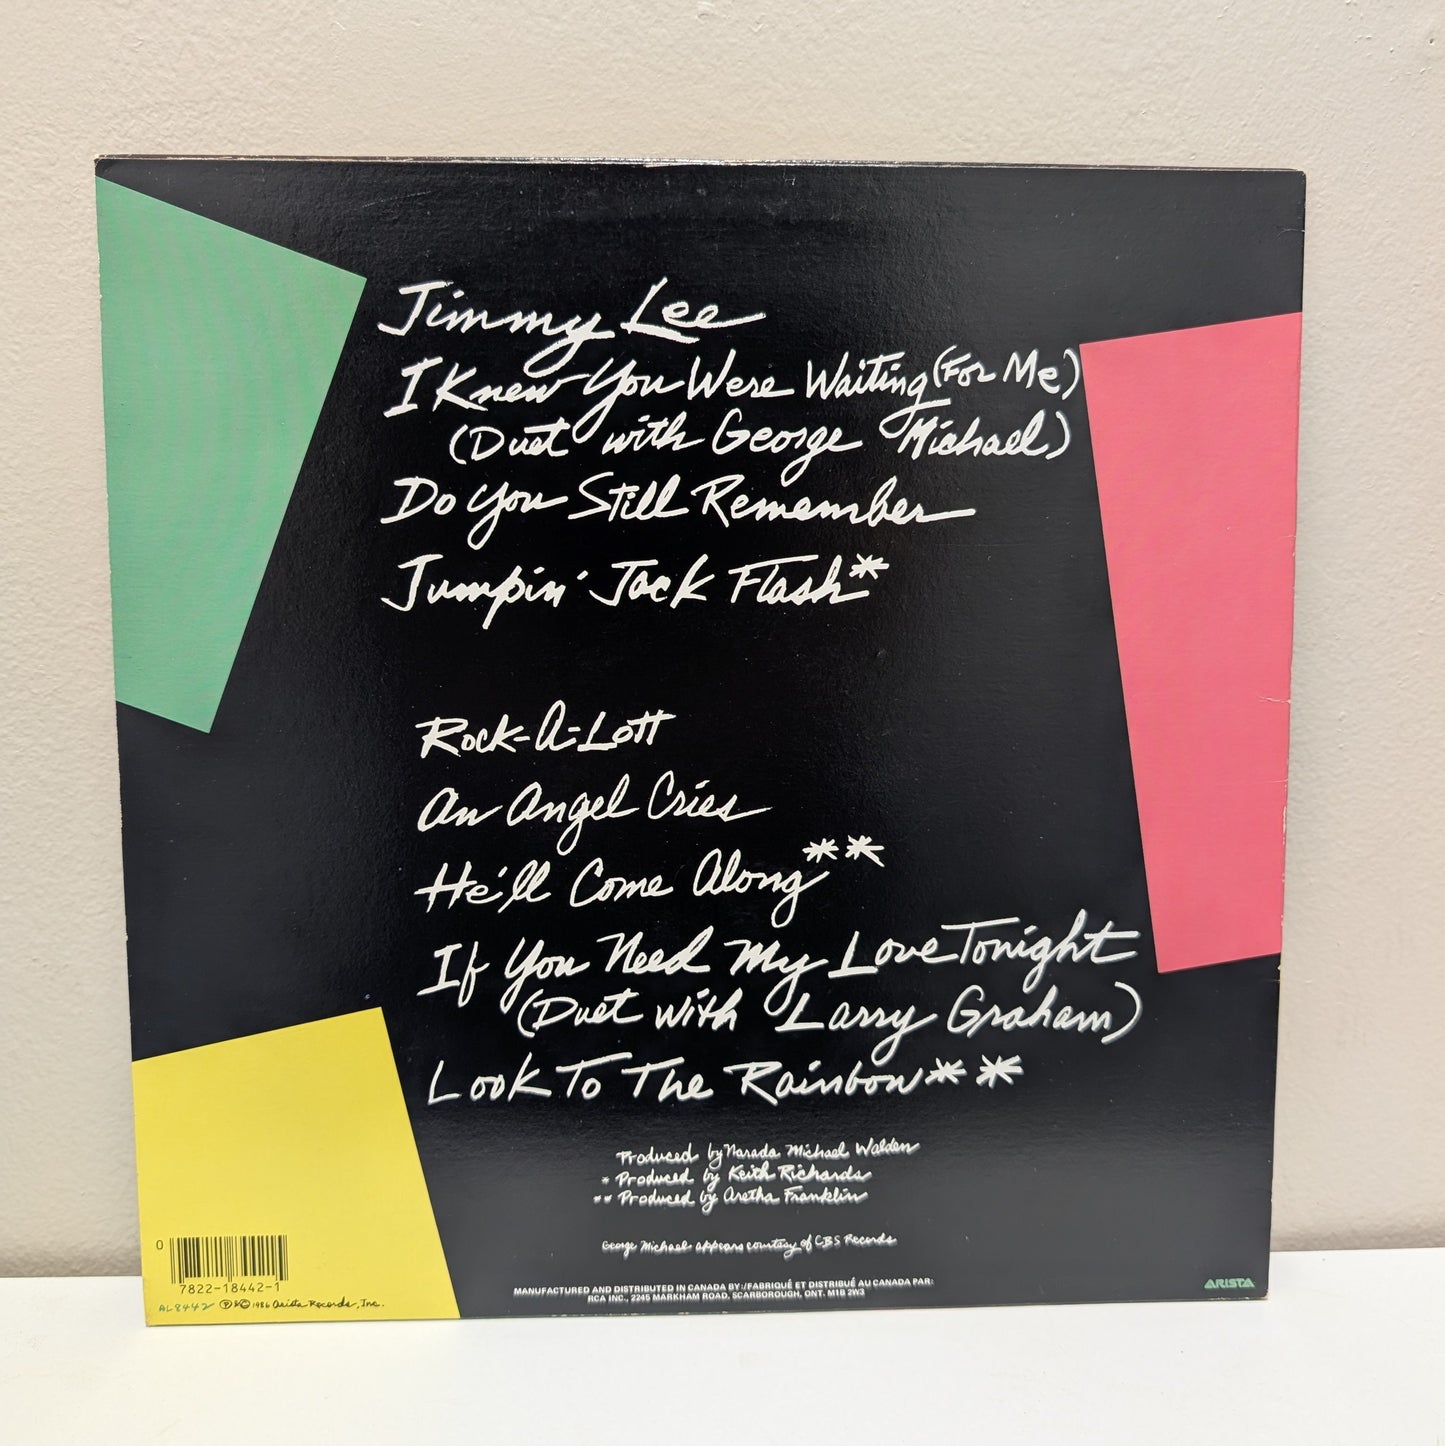 Jimmy Lee
I Knew You Were Waiting (For Me)
(Duet with George Michael)
Do You Still Remember
Jumpin' Jack Flash*
Rock-A-Lott
An Angel Cries
He'll Come Along**
If You Need My Love Tonight
(Duet with Larry Graham)
Look To The Rainbow**
Produced by Narada Michael Walden
* Produced by Keith Richards
** Produced by Aretha Franklin
George Michael appears courtesy of CBS Records
MANUFACTURED AND DISTRIBUTED IN CANADA BY:/FABRIQUÉ ET DISTRIBUÉ AU CANADA PAR:
RCA INC., 2245 MARKHAM ROAD, SCARBOROUGH, ONT. M1B 2W3
0
7822-18442-1
AL8442 ℗&© 1986 Arista Records, Inc.
ARISTA